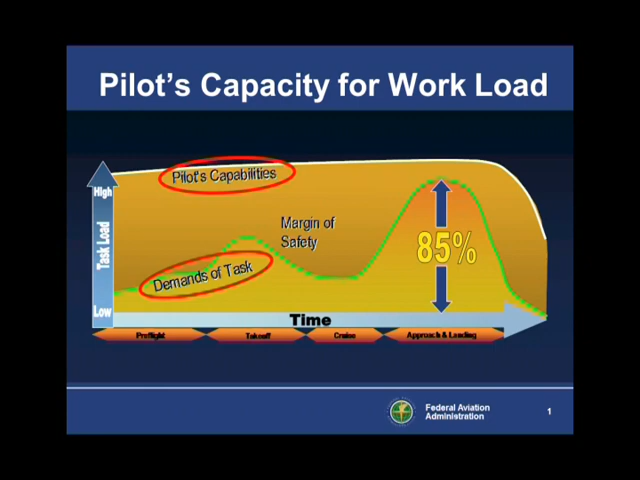 Pilot's Capacity for Work Load
Pilot's Capabilities
High
Margin of
Safety
Task Load
85%
Demands of Task
Low
Time
Preflight
Takeoff
Cruise
Approach & Landing
Federal Aviation
Administration
1